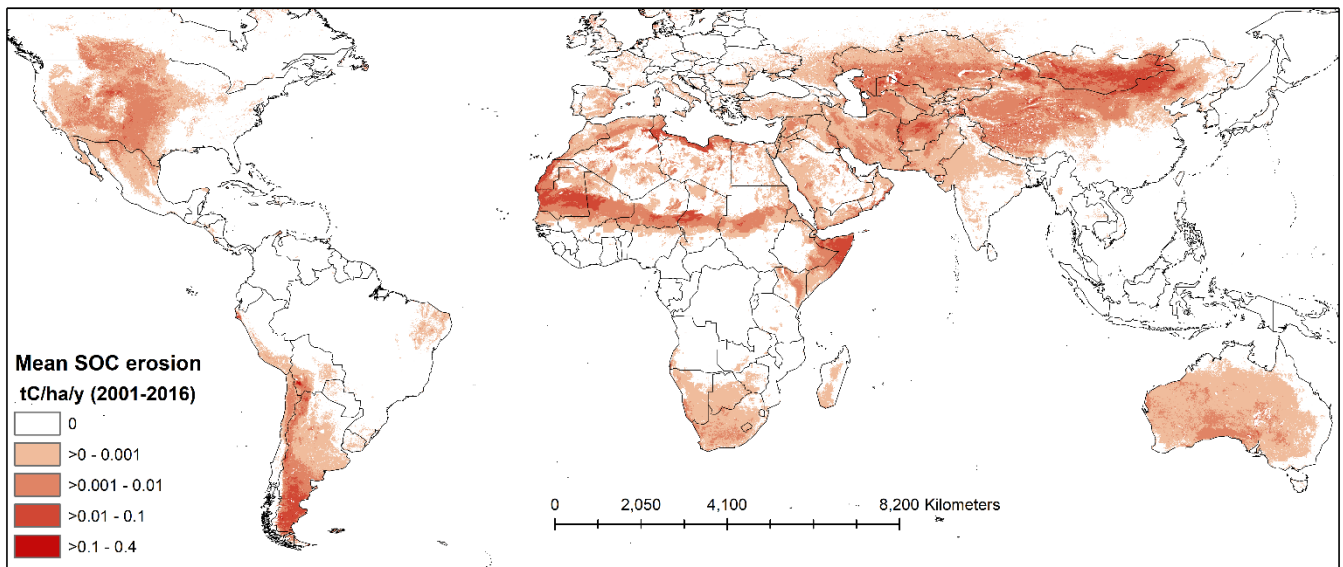 Mean SOC erosion
tC/ha/y (2001-2016)
0
>0 - 0.001
>0.001 - 0.01
>0.01 - 0.1
>0.1 - 0.4
0 2,050 4,100 8,200 Kilometers